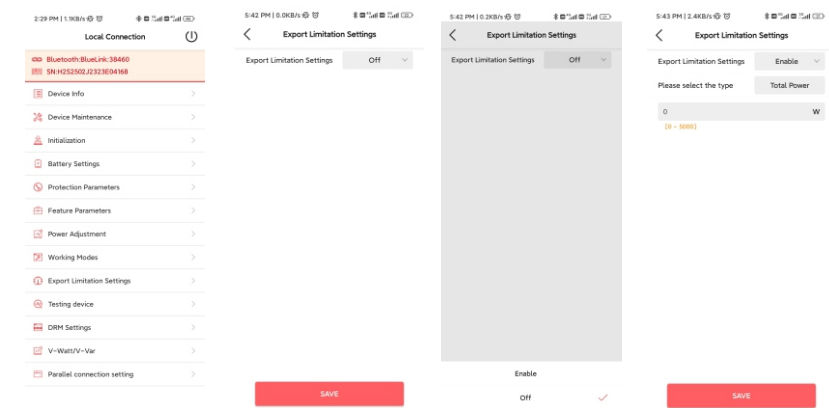 2:29 PM | 1.1KB/s
Local Connection
Bluetooth:BlueLink:38460
SN:H2S2502J2323E04168
Device Info
Device Maintenance
Initialization
Battery Settings
Protection Parameters
Feature Parameters
Power Adjustment
Working Modes
Export Limitation Settings
Testing device
DRM Settings
V-Watt/V-Var
Parallel connection setting
5:42 PM | 0.0KB/s
Export Limitation Settings
Export Limitation Settings Off
SAVE
5:42 PM | 0.2KB/s
Export Limitation Settings
Export Limitation Settings Off
Enable
Off
5:43 PM | 2.4KB/s
Export Limitation Settings
Export Limitation Settings Enable
Please select the type Total Power
0 W
[0 - 5000]
SAVE